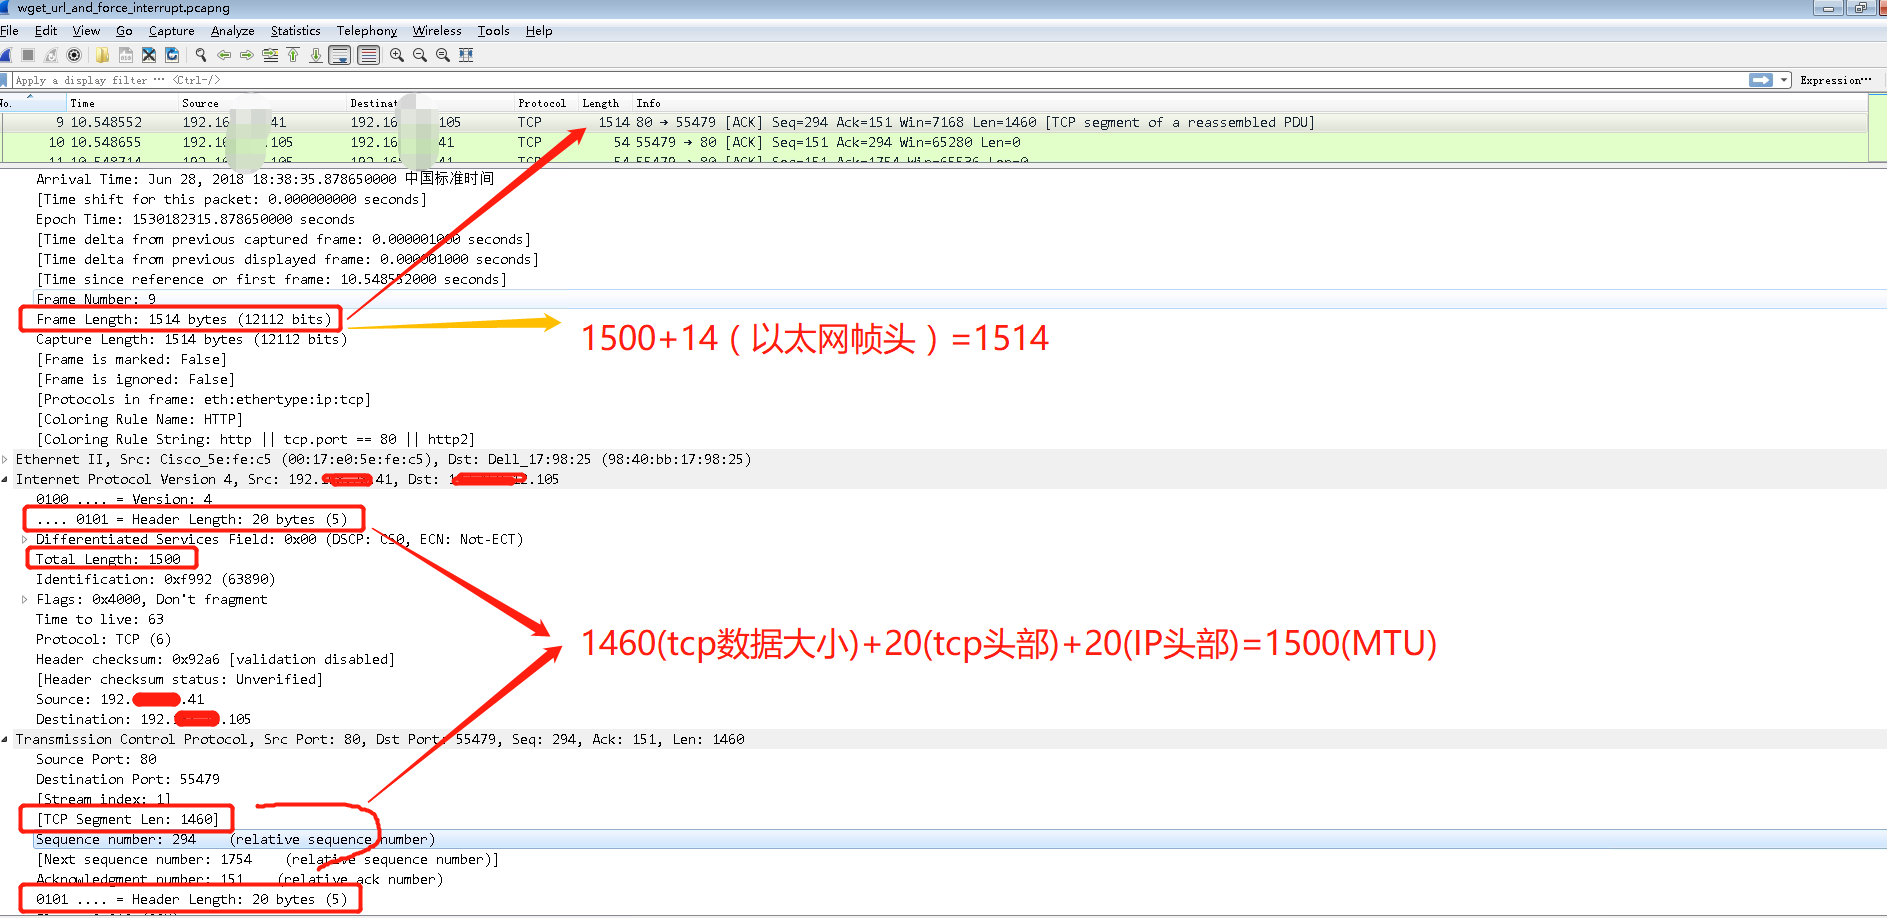 wget_url_and_force_interrupt.pcapng
File Edit View Go Capture Analyze Statistics Telephony Wireless Tools Help
Apply a display filter ··· <Ctrl-/> Expression···
No. Time Source Destinat Protocol Length Info
9 10.548552 192.16 41 192.16 105 TCP 1514 80 → 55479 [ACK] Seq=294 Ack=151 Win=7168 Len=1460 [TCP segment of a reassembled PDU]
10 10.548655 192.16 .105 192.16 41 TCP 54 55479 → 80 [ACK] Seq=151 Ack=294 Win=65280 Len=0
11 10.548714 192.168 .105 192.168 41 TCP 54 55479 → 80 [ACK] Seq=151 Ack=1754 Win=65536 Len=0
Arrival Time: Jun 28, 2018 18:38:35.878650000 中国标准时间
[Time shift for this packet: 0.000000000 seconds]
Epoch Time: 1530182315.878650000 seconds
[Time delta from previous captured frame: 0.000001000 seconds]
[Time delta from previous displayed frame: 0.000001000 seconds]
[Time since reference or first frame: 10.548552000 seconds]
Frame Number: 9
Frame Length: 1514 bytes (12112 bits)
1500+14（以太网帧头）=1514
Capture Length: 1514 bytes (12112 bits)
[Frame is marked: False]
[Frame is ignored: False]
[Protocols in frame: eth:ethertype:ip:tcp]
[Coloring Rule Name: HTTP]
[Coloring Rule String: http || tcp.port == 80 || http2]
Ethernet II, Src: Cisco_5e:fe:c5 (00:17:e0:5e:fe:c5), Dst: Dell_17:98:25 (98:40:bb:17:98:25)
Internet Protocol Version 4, Src: 192. .41, Dst: .105
0100 .... = Version: 4
.... 0101 = Header Length: 20 bytes (5)
Differentiated Services Field: 0x00 (DSCP: CS0, ECN: Not-ECT)
Total Length: 1500
Identification: 0xf992 (63890)
Flags: 0x4000, Don't fragment
Time to live: 63
Protocol: TCP (6)
1460(tcp数据大小)+20(tcp头部)+20(IP头部)=1500(MTU)
Header checksum: 0x92a6 [validation disabled]
[Header checksum status: Unverified]
Source: 192. .41
Destination: 192. .105
Transmission Control Protocol, Src Port: 80, Dst Port: 55479, Seq: 294, Ack: 151, Len: 1460
Source Port: 80
Destination Port: 55479
[Stream index: 1]
[TCP Segment Len: 1460]
Sequence number: 294 (relative sequence number)
[Next sequence number: 1754 (relative sequence number)]
Acknowledgment number: 151 (relative ack number)
0101 .... = Header Length: 20 bytes (5)